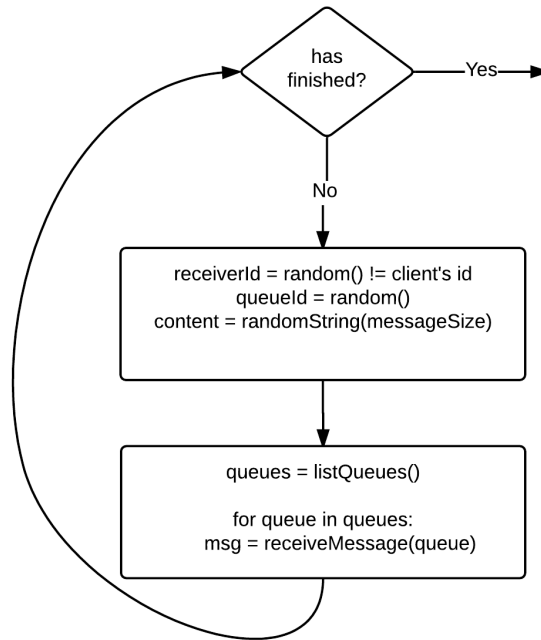 has
finished?
Yes
No
receiverId = random() != client's id
queueId = random()
content = randomString(messageSize)
queues = listQueues()
for queue in queues:
msg = receiveMessage(queue)